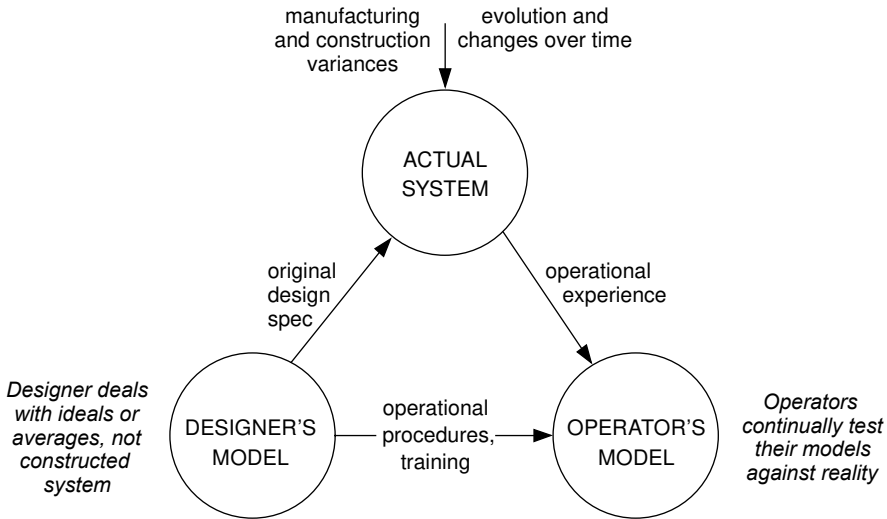 manufacturing
and construction
variances
evolution and
changes over time
ACTUAL
SYSTEM
original
design
spec
operational
experience
Designer deals
with ideals or
averages, not
constructed
system
DESIGNER'S
MODEL
operational
procedures,
training
OPERATOR'S
MODEL
Operators
continually test
their models
against reality